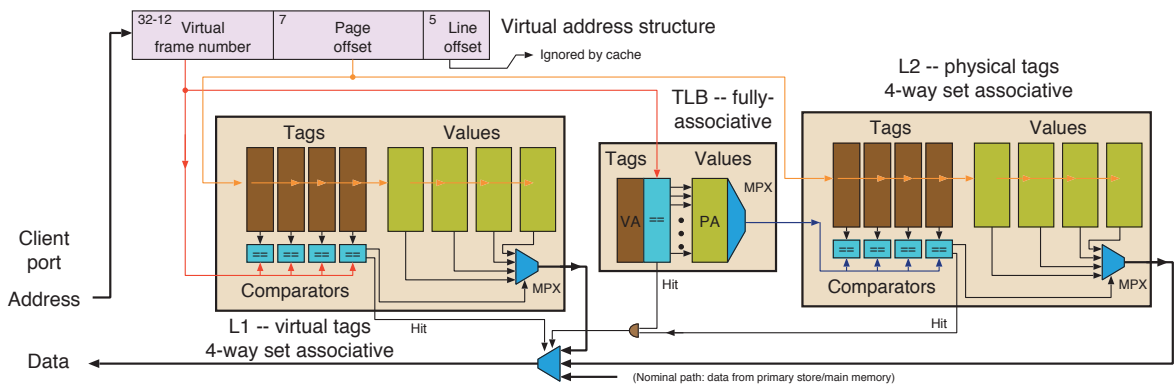 32-12
Virtual
frame number
7
Page
offset
5
Line
offset
Virtual address structure
Ignored by cache
L2 -- physical tags
4-way set associative
TLB -- fully-
associative
Tags
Values
Tags
Values
MPX
VA
==
PA
Tags
Values
Client
port
Address
==
==
==
==
Comparators
MPX
Hit
==
==
==
==
Comparators
MPX
L1 -- virtual tags
4-way set associative
Hit
Hit
Data
(Nominal path: data from primary store/main memory)